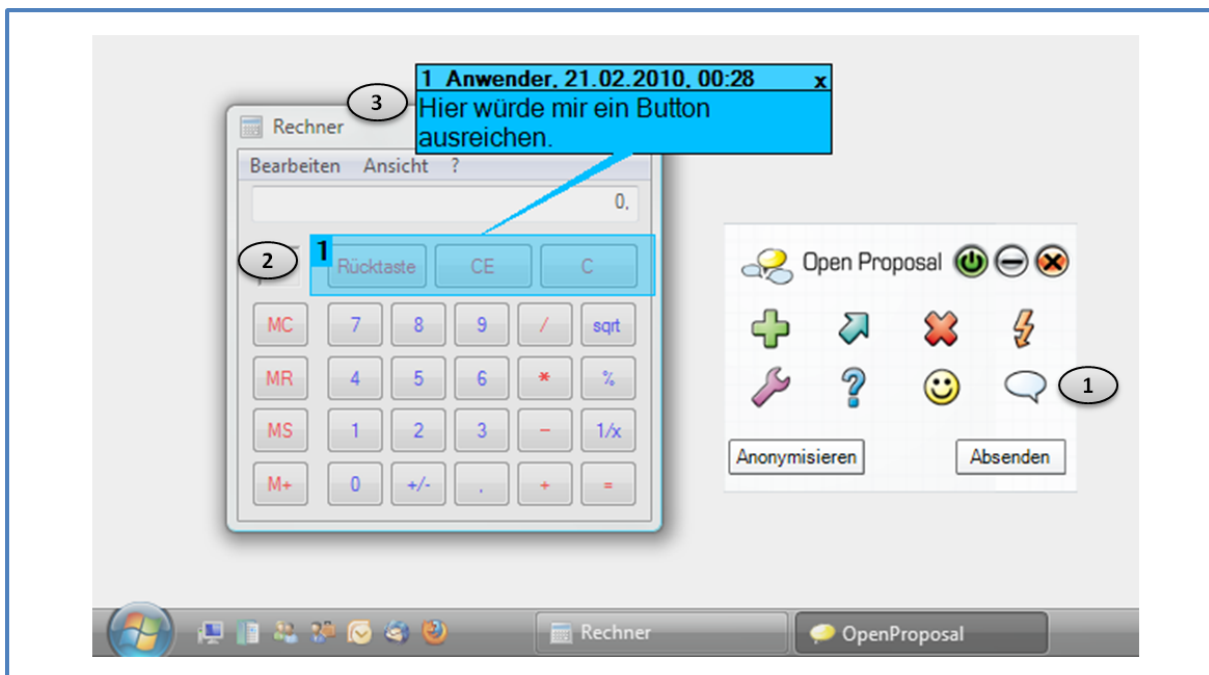 1 Anwender, 21.02.2010, 00:28 x
3
Hier würde mir ein Button
ausreichen.
Rechner
Bearbeiten Ansicht ?
0,
2
1
Rücktaste CE C
MC 7 8 9 / sqrt
MR 4 5 6 * %
MS 1 2 3 - 1/x
M+ 0 +/- , + =
Open Proposal
?
1
Anonymisieren Absenden
Rechner OpenProposal